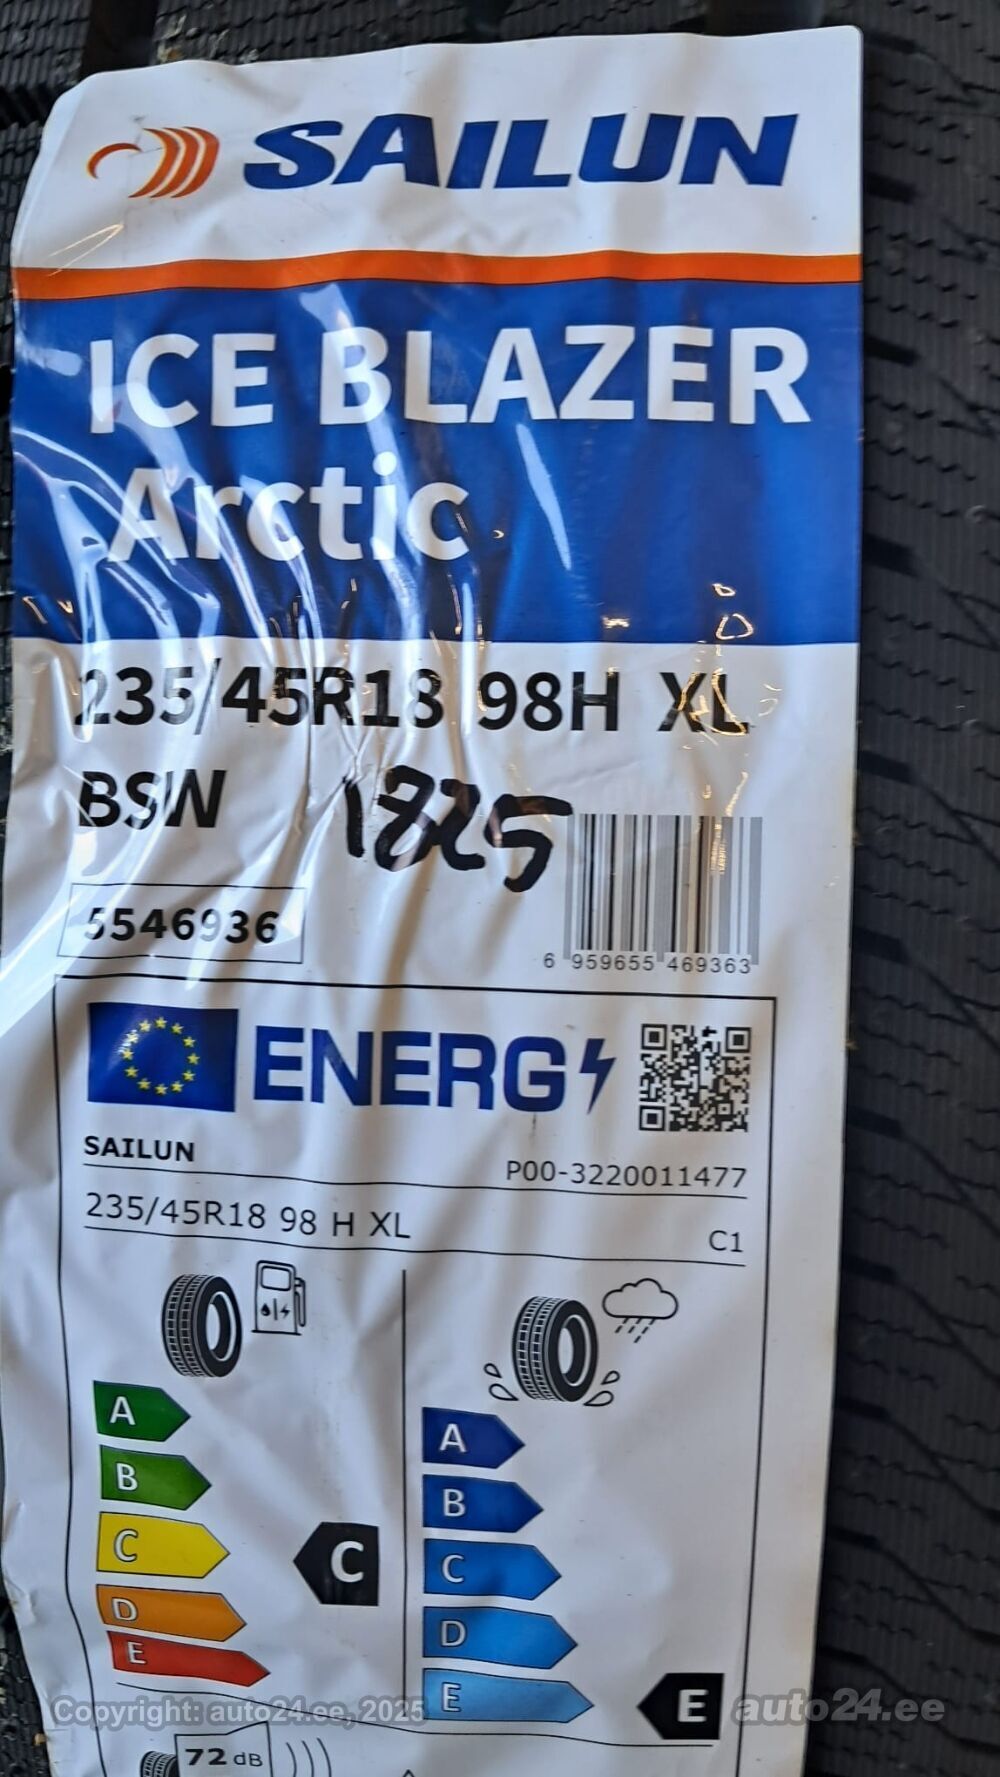 SAILUN
ICE BLAZER
Arctic
235/45R18 98H XL
BSW
1825
5546936
6 959655 469363
ENERG
SAILUN
P00-3220011477
235/45R18 98 H XL
C1
A
B
C
D
E
C
A
B
C
D
E
E
Copyright: auto24.ee, 2025
auto24.ee
72 dB